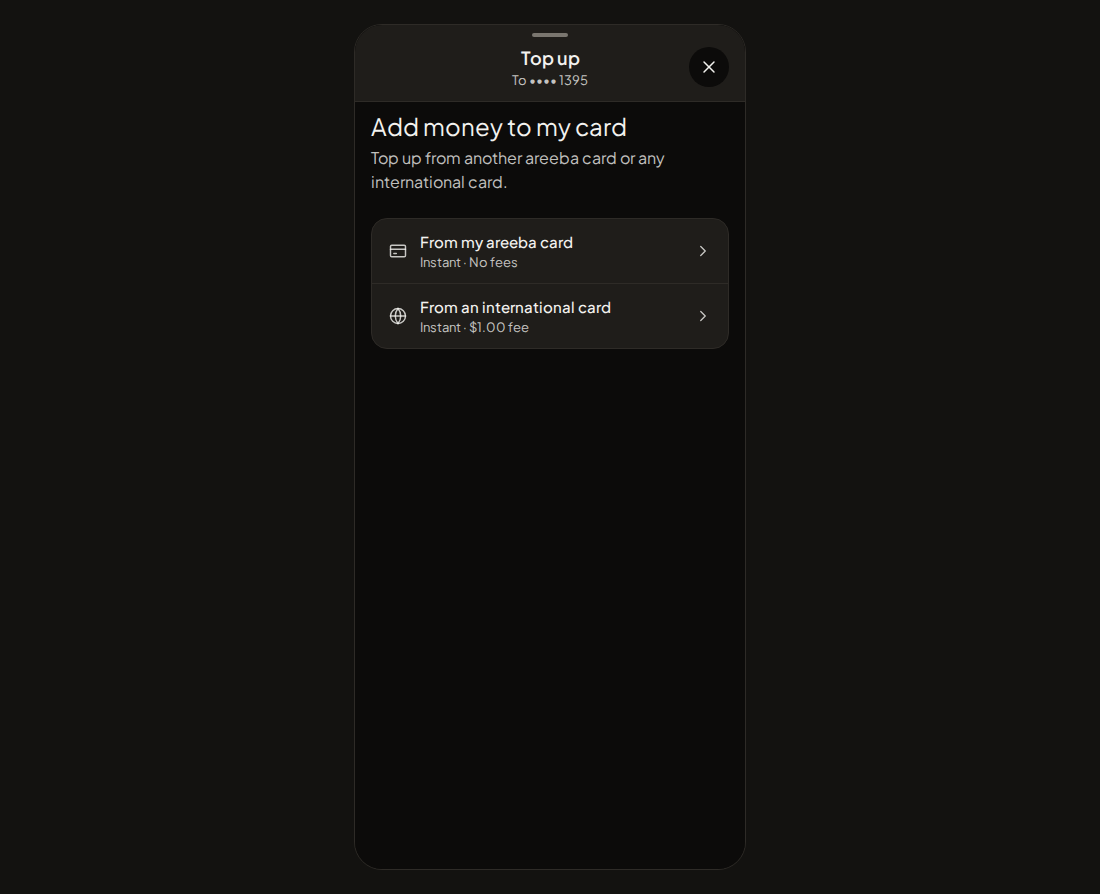 Top up
To •••• 1395
Add money to my card
Top up from another areeba card or any
international card.
From my areeba card
Instant · No fees
From an international card
Instant · $1.00 fee